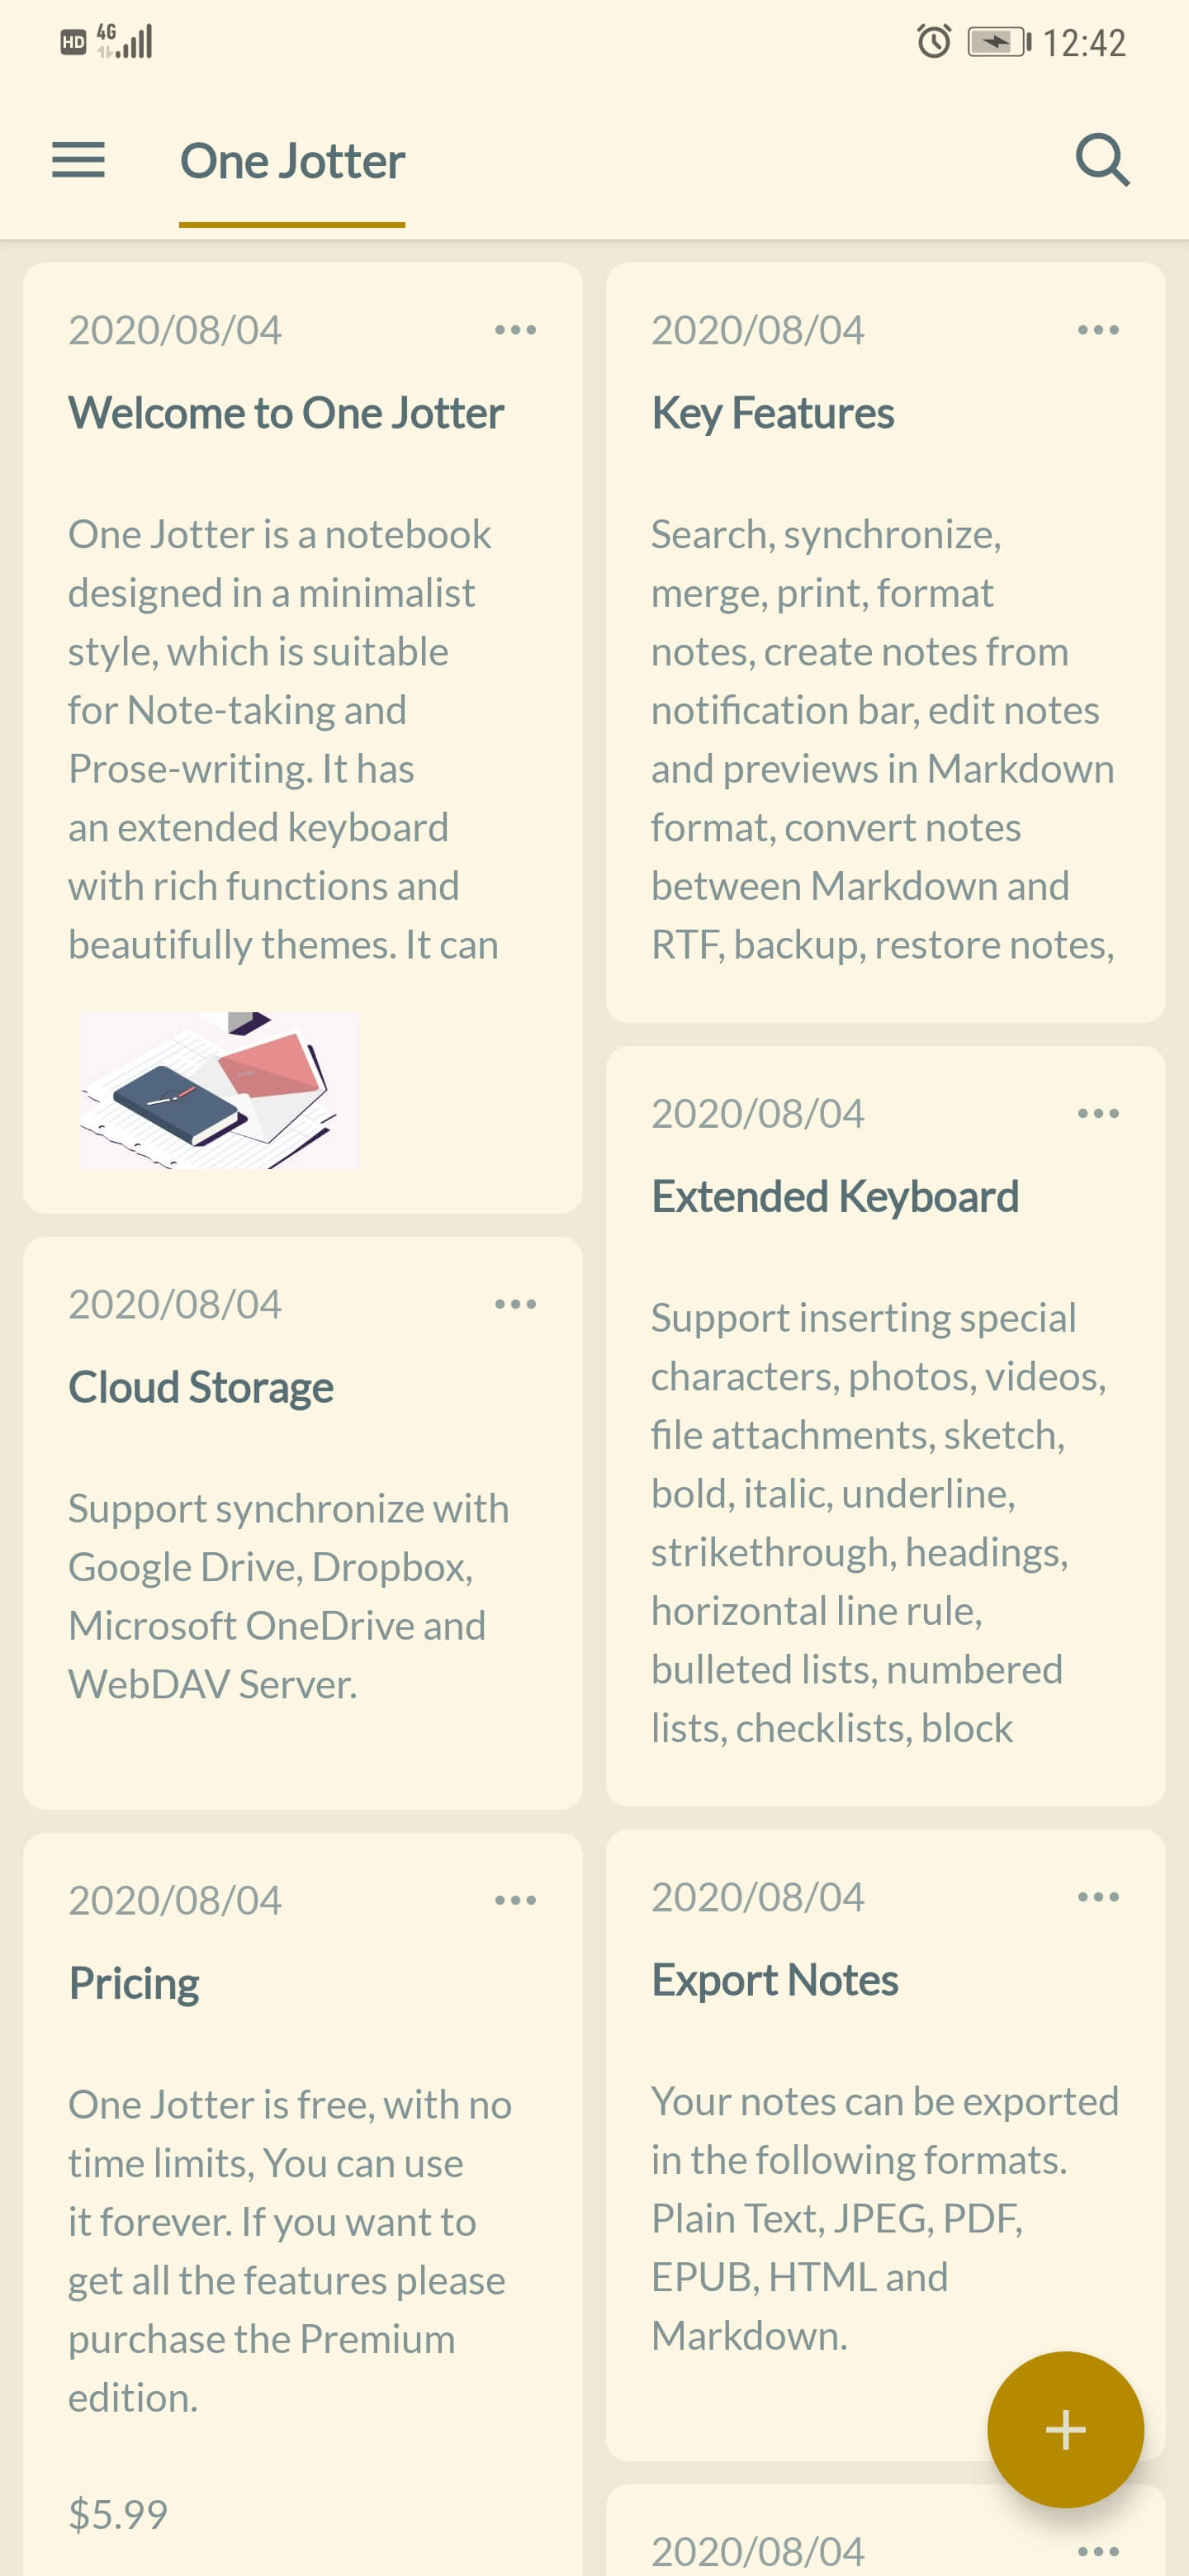 HD 4G 12:42
One Jotter
2020/08/04
Welcome to One Jotter
One Jotter is a notebook
designed in a minimalist
style, which is suitable
for Note-taking and
Prose-writing. It has
an extended keyboard
with rich functions and
beautifully themes. It can
2020/08/04
Key Features
Search, synchronize,
merge, print, format
notes, create notes from
notification bar, edit notes
and previews in Markdown
format, convert notes
between Markdown and
RTF, backup, restore notes,
2020/08/04
Cloud Storage
Support synchronize with
Google Drive, Dropbox,
Microsoft OneDrive and
WebDAV Server.
2020/08/04
Extended Keyboard
Support inserting special
characters, photos, videos,
file attachments, sketch,
bold, italic, underline,
strikethrough, headings,
horizontal line rule,
bulleted lists, numbered
lists, checklists, block
2020/08/04
Pricing
One Jotter is free, with no
time limits, You can use
it forever. If you want to
get all the features please
purchase the Premium
edition.
$5.99
2020/08/04
Export Notes
Your notes can be exported
in the following formats.
Plain Text, JPEG, PDF,
EPUB, HTML and
Markdown.
2020/08/04